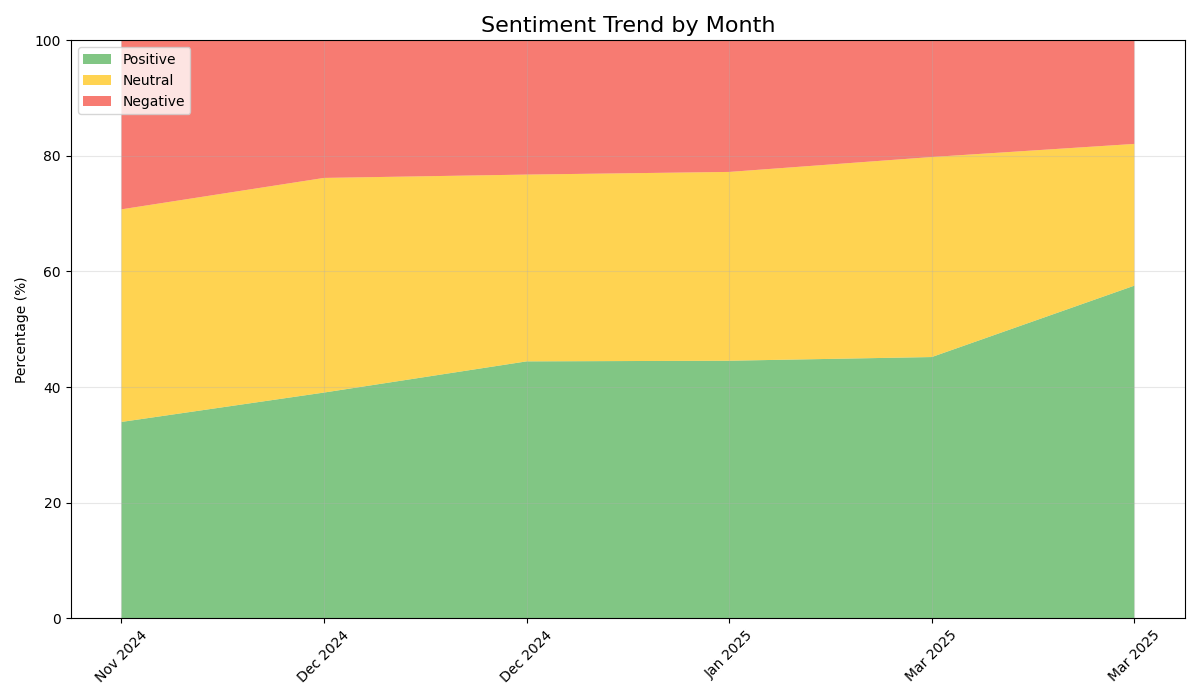 Sentiment Trend by Month
100
80
60
40
20
0
Percentage (%)
Positive
Neutral
Negative
Nov 2024
Dec 2024
Dec 2024
Jan 2025
Mar 2025
Mar 2025